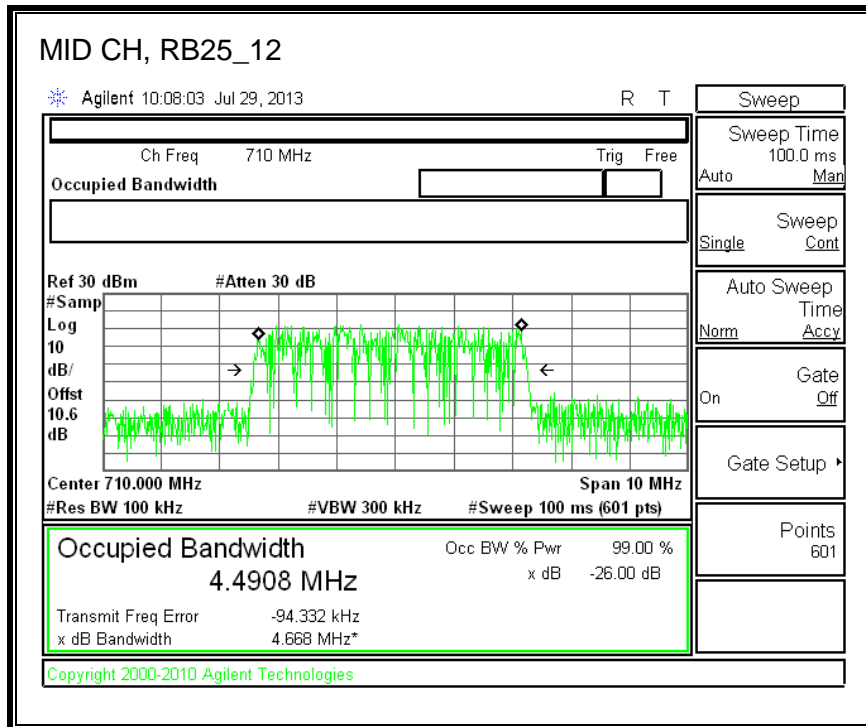 MID CH, RB25_12
Agilent 10:08:03 Jul 29, 2013 R T
Ch Freq 710 MHz Trig Free
Occupied Bandwidth
Ref 30 dBm #Atten 30 dB
#Samp
Log
10
dB/
Offst
10.6
dB
Center 710.000 MHz Span 10 MHz
#Res BW 100 kHz #VBW 300 kHz #Sweep 100 ms (601 pts)
Occupied Bandwidth Occ BW % Pwr 99.00 %
4.4908 MHz x dB -26.00 dB
Transmit Freq Error -94.332 kHz
x dB Bandwidth 4.668 MHz*
Copyright 2000-2010 Agilent Technologies
Sweep
Sweep Time
100.0 ms
Auto Man
Sweep
Single Cont
Auto Sweep
Time
Norm Accy
Gate
On Off
Gate Setup
Points
601